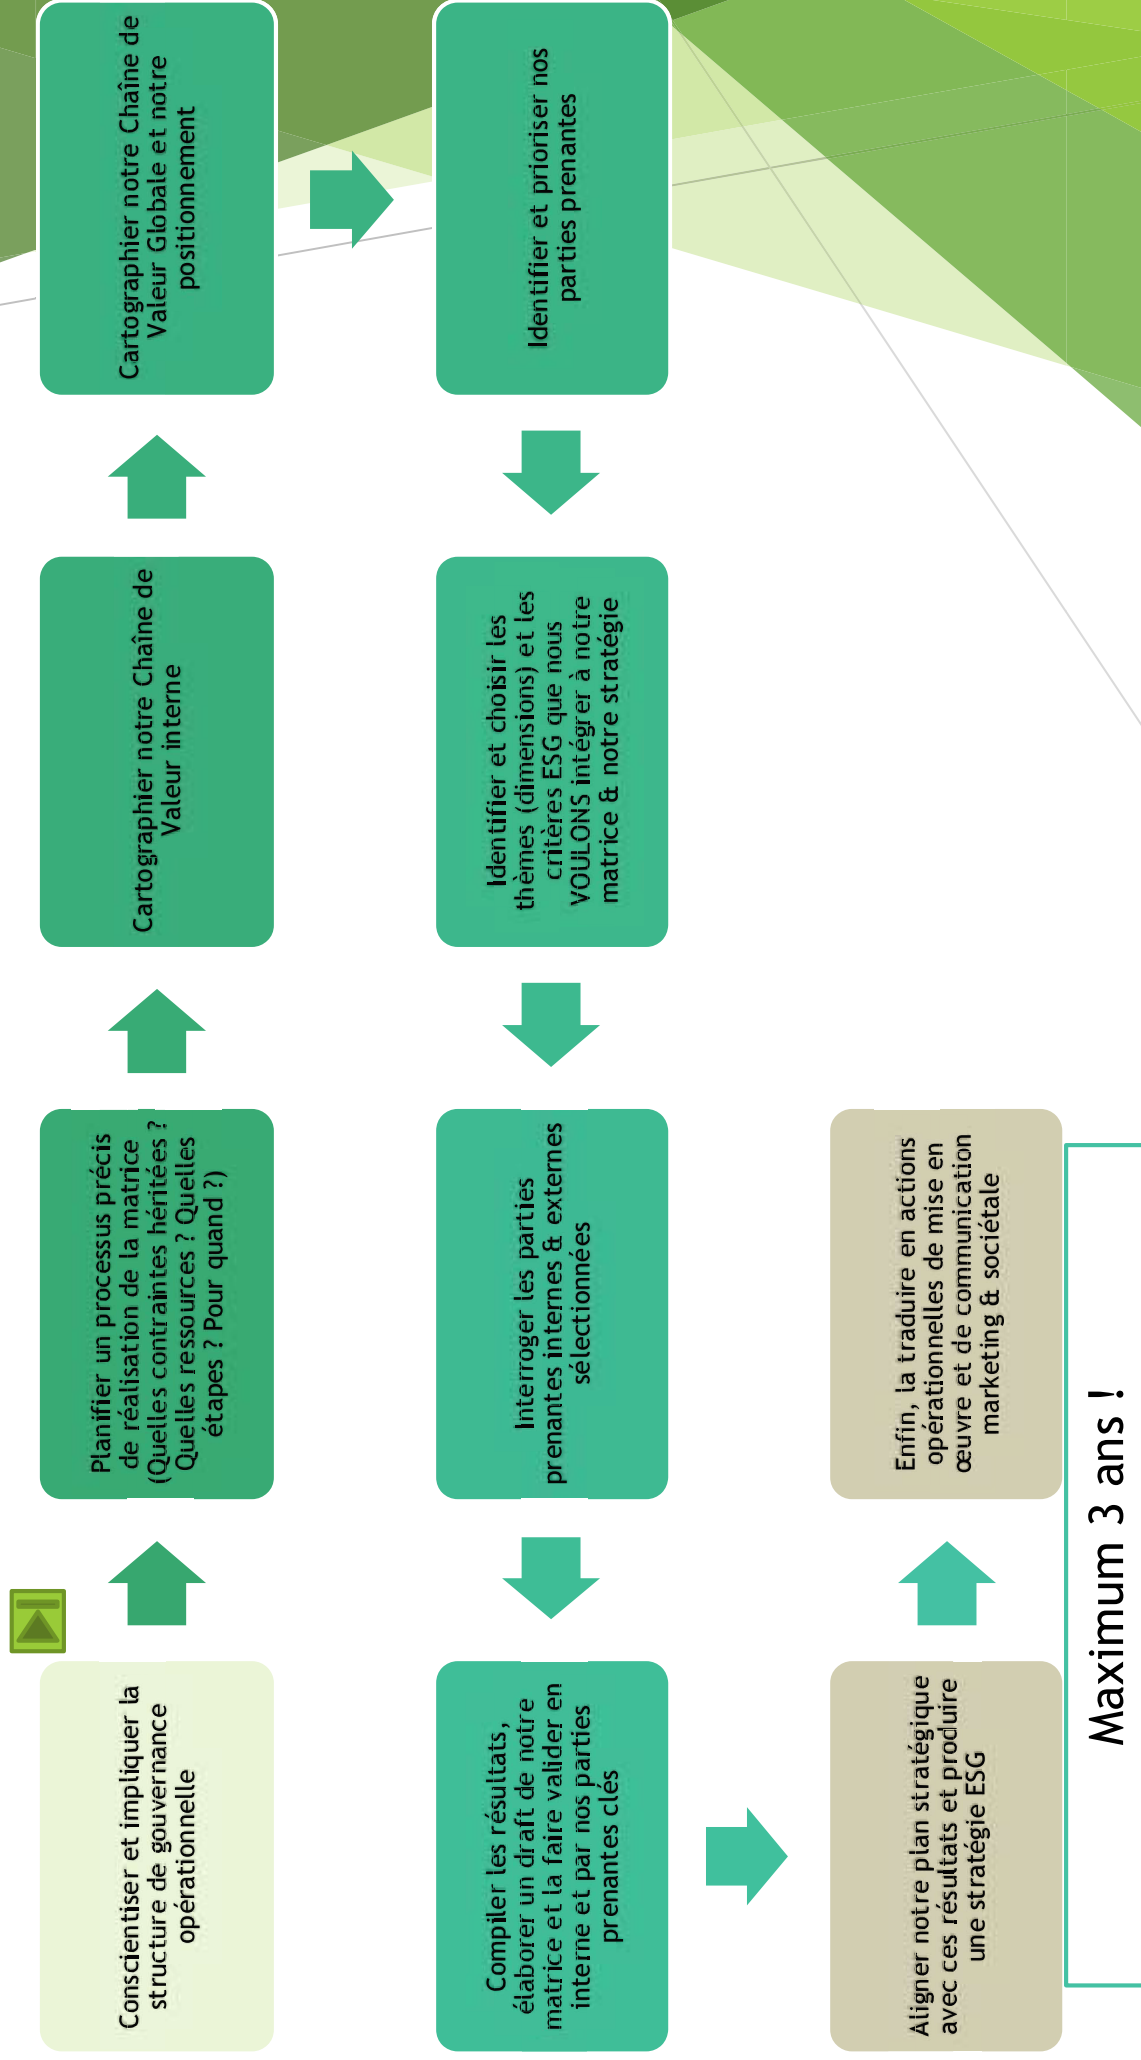 Conscientiser et impliquer la
structure de gouvernance
opérationnelle
Planifier un processus précis
de réalisation de la matrice
(Quelles contraintes héritées ?
Quelles ressources ? Quelles
étapes ? Pour quand ?)
Cartographier notre Chaîne de
Valeur interne
Cartographier notre Chaîne de
Valeur Globale et notre
positionnement
Identifier et prioriser nos
parties prenantes
Identifier et choisir les
thèmes (dimensions) et les
critères ESG que nous
VOULONS intégrer à notre
matrice & notre stratégie
Interroger les parties
prenantes internes & externes
sélectionnées
Compiler les résultats,
élaborer un draft de notre
matrice et la faire valider en
interne et par nos parties
prenantes clés
Aligner notre plan stratégique
avec ces résultats et produire
une stratégie ESG
Enfin, la traduire en actions
opérationnelles de mise en
œuvre et de communication
marketing & sociétale
Maximum 3 ans !